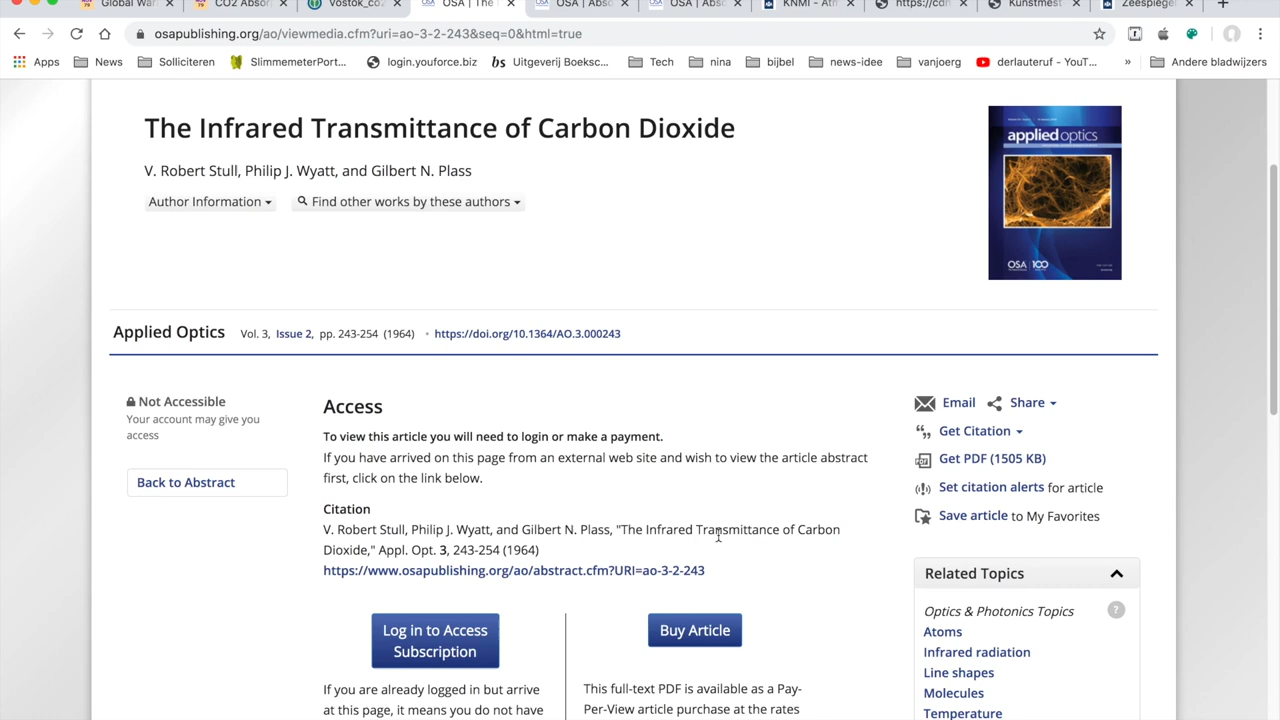 Global War
CO2 Absor
Vostok_co2
OSA | The
OSA | Abso
OSA | Abs
KNMI - Atm
https://cdn
Kunstmest
Zeespiege
osapublishing.org/ao/viewmedia.cfm?uri=ao-3-2-243&seq=0&html=true
Apps News Solliciteren SlimmemeterPort... login.youforce.biz bs Uitgeverij Boeksc... Tech nina bijbel news-idee vanjoerg derlauteruf - YouT... » Andere bladwijzers
The Infrared Transmittance of Carbon Dioxide
V. Robert Stull, Philip J. Wyatt, and Gilbert N. Plass
Author Information Find other works by these authors
applied optics
OSA 100
Applied Optics Vol. 3, Issue 2, pp. 243-254 (1964) • https://doi.org/10.1364/AO.3.000243
Not Accessible
Your account may give you
access
Back to Abstract
Access
To view this article you will need to login or make a payment.
If you have arrived on this page from an external web site and wish to view the article abstract
first, click on the link below.
Citation
V. Robert Stull, Philip J. Wyatt, and Gilbert N. Plass, "The Infrared Transmittance of Carbon
Dioxide," Appl. Opt. 3, 243-254 (1964)
https://www.osapublishing.org/ao/abstract.cfm?URI=ao-3-2-243
Log in to Access
Subscription
If you are already logged in but arrive
at this page, it means you do not have
Buy Article
This full-text PDF is available as a Pay-
Per-View article purchase at the rates
Email Share
Get Citation
PDF Get PDF (1505 KB)
Set citation alerts for article
Save article to My Favorites
Related Topics
Optics & Photonics Topics ?
Atoms
Infrared radiation
Line shapes
Molecules
Temperature